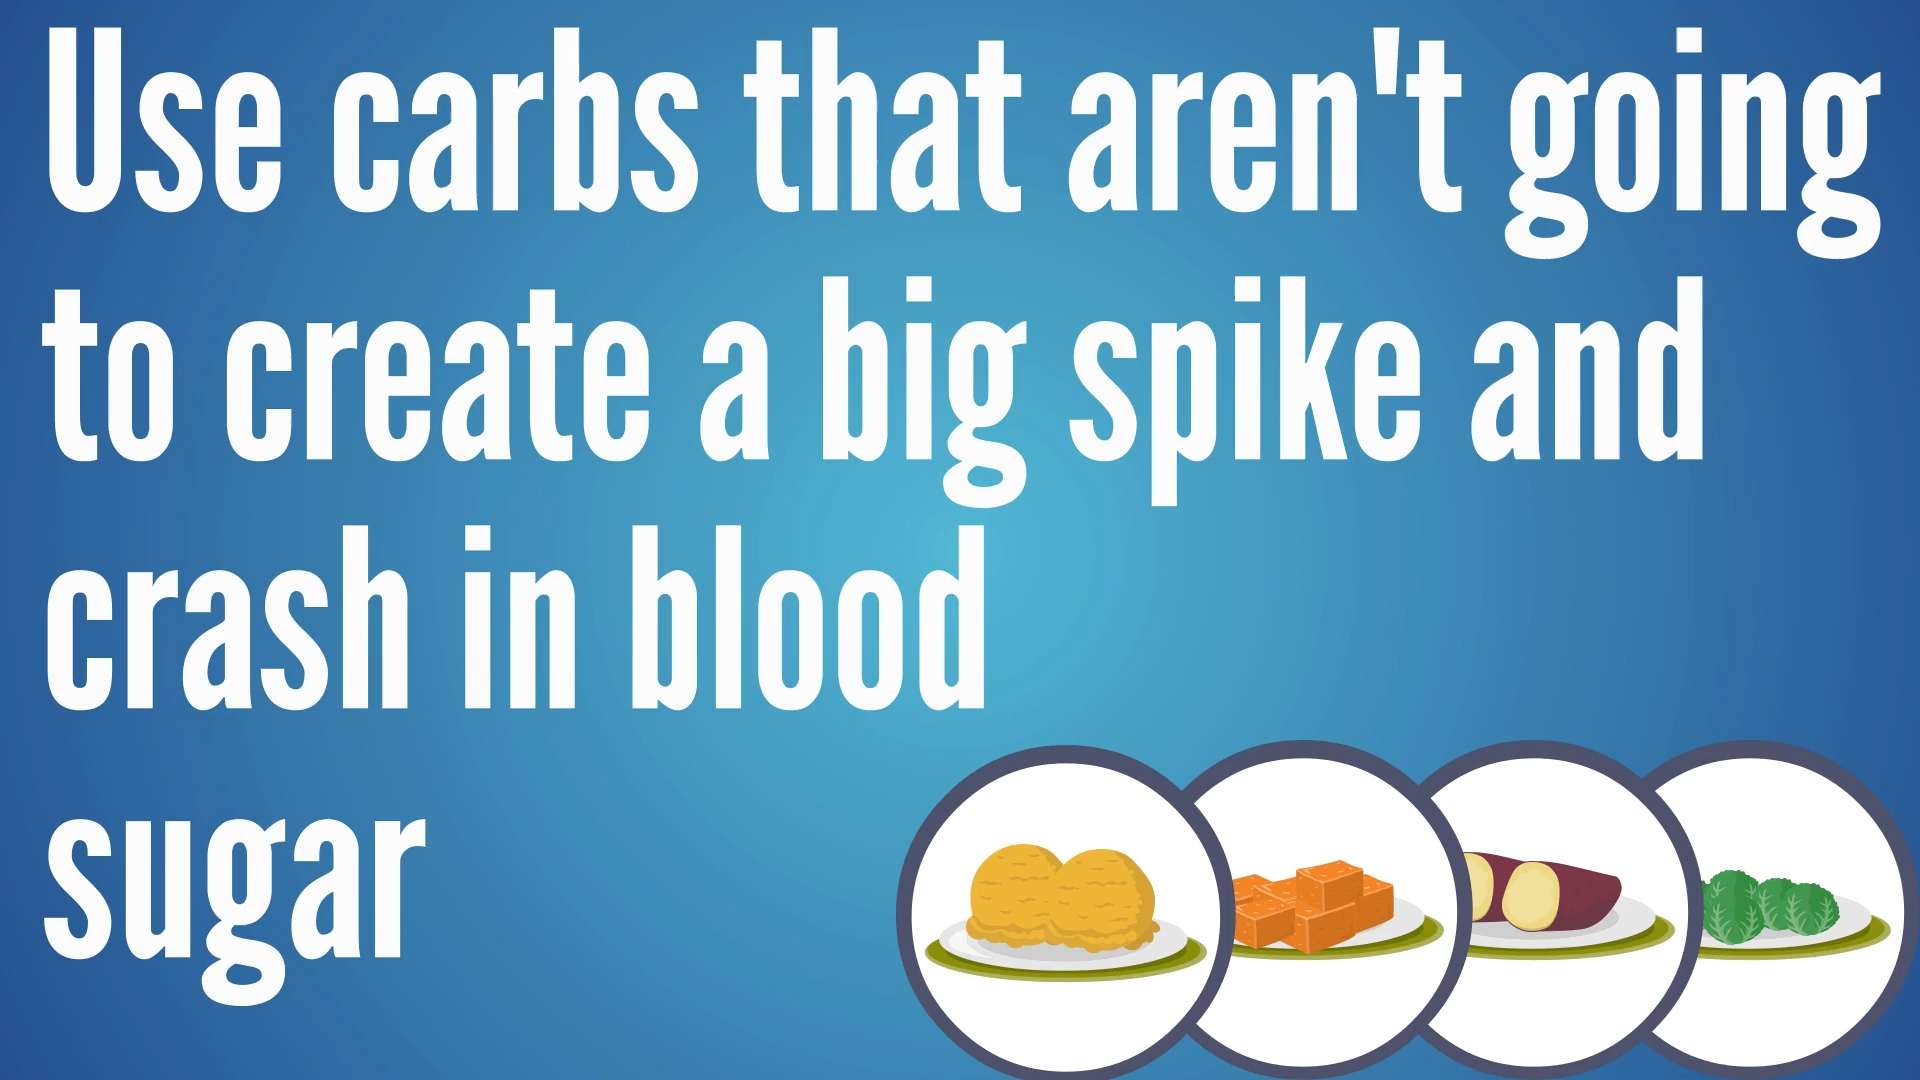 Use carbs that aren't going
to create a big spike and
crash in blood
sugar